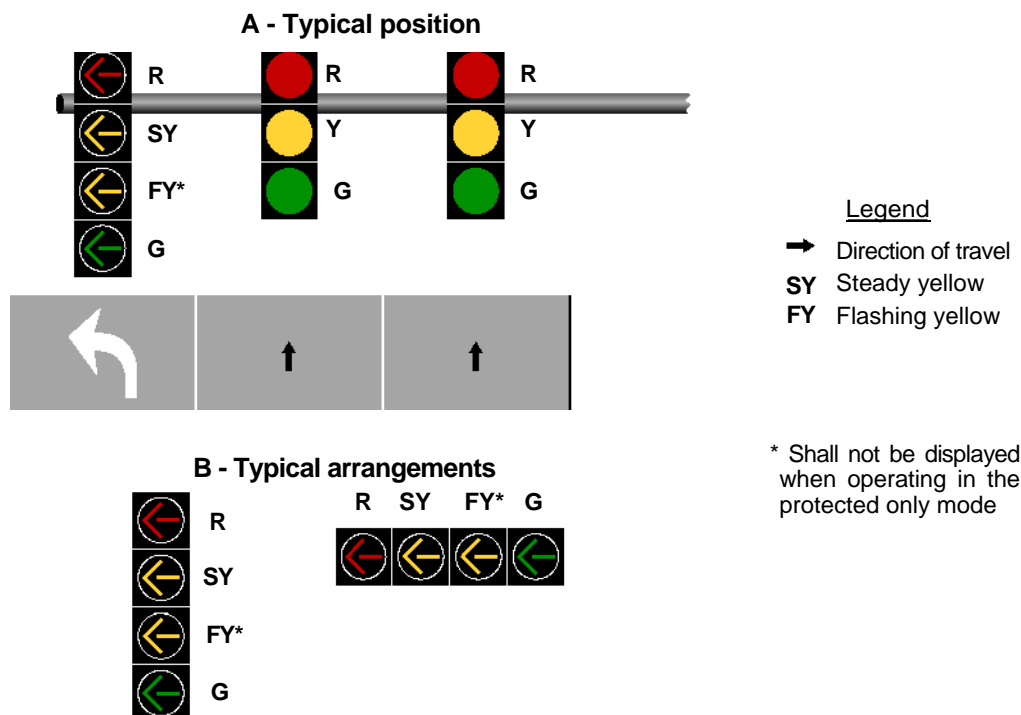 A - Typical position
R R R
SY Y Y
FY* G G
G
Legend
Direction of travel
SY Steady yellow
FY Flashing yellow
* Shall not be displayed
when operating in the
protected only mode
B - Typical arrangements
R SY FY* G
R
SY
FY*
G